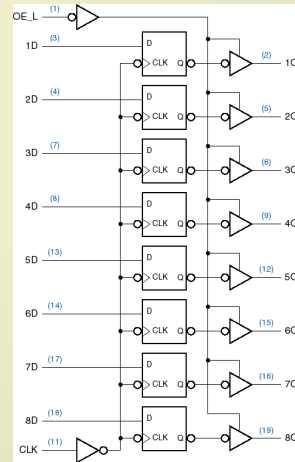 OE_L (1)
1D (3) D CLK Q (2) 1Q
2D (4) D CLK Q (5) 2Q
3D (7) D CLK Q (6) 3Q
4D (8) D CLK Q (9) 4Q
5D (13) D CLK Q (12) 5Q
6D (14) D CLK Q (15) 6Q
7D (17) D CLK Q (16) 7Q
8D (18) D CLK Q (19) 8Q
CLK (11)